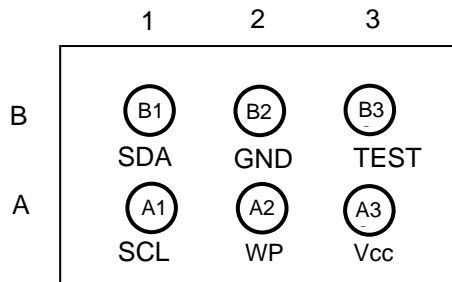 1 2 3
B B1 B2 B3
SDA GND TEST
A A1 A2 A3
SCL WP Vcc